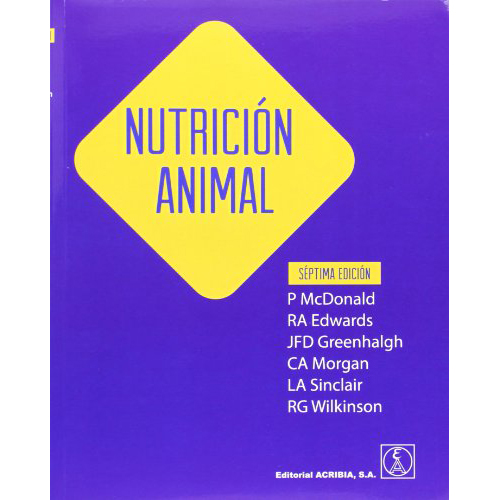 NUTRICIÓN
ANIMAL
SÉPTIMA EDICIÓN
P McDonald
RA Edwards
JFD Greenhalgh
CA Morgan
LA Sinclair
RG Wilkinson
Editorial ACRIBIA, S.A.